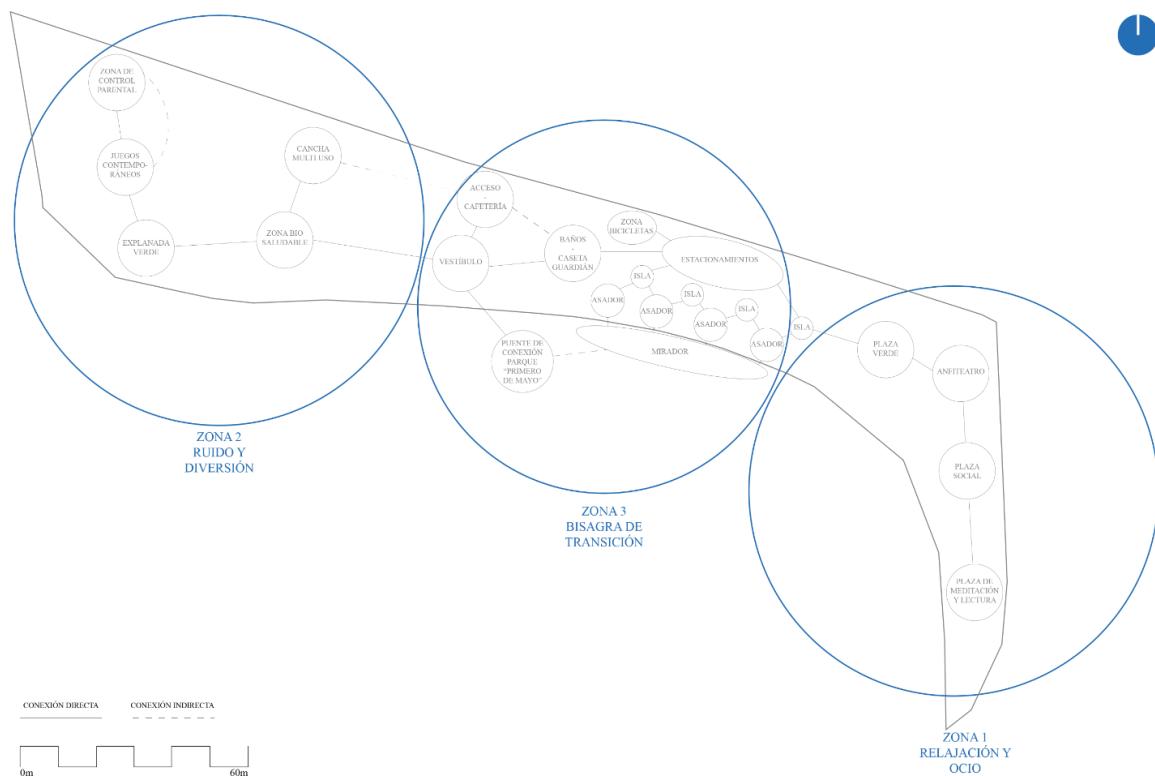 ZONA DE
CONTROL
PARENTAL
JUEGOS
CONTEMPO-
RÁNEOS
EXPLANADA
VERDE
CANCHA
MULTI USO
ZONA BIO
SALUDABLE
ZONA 2
RUIDO Y
DIVERSIÓN
ACCESO
-
CAFETERÍA
VESTÍBULO
BAÑOS
-
CASETA
GUARDIÁN
ZONA
BICICLETAS
ESTACIONAMIENTOS
ISLA
ASADOR
ISLA
ASADOR
ISLA
ASADOR
ISLA
ASADOR
PUENTE DE
CONEXIÓN
PARQUE
"PRIMERO
DE MAYO"
MIRADOR
ZONA 3
BISAGRA DE
TRANSICIÓN
PLAZA
VERDE
ANFITEATRO
PLAZA
SOCIAL
PLAZA DE
MEDITACIÓN
Y LECTURA
ZONA 1
RELAJACIÓN Y
OCIO
CONEXIÓN DIRECTA
CONEXIÓN INDIRECTA
0m
60m